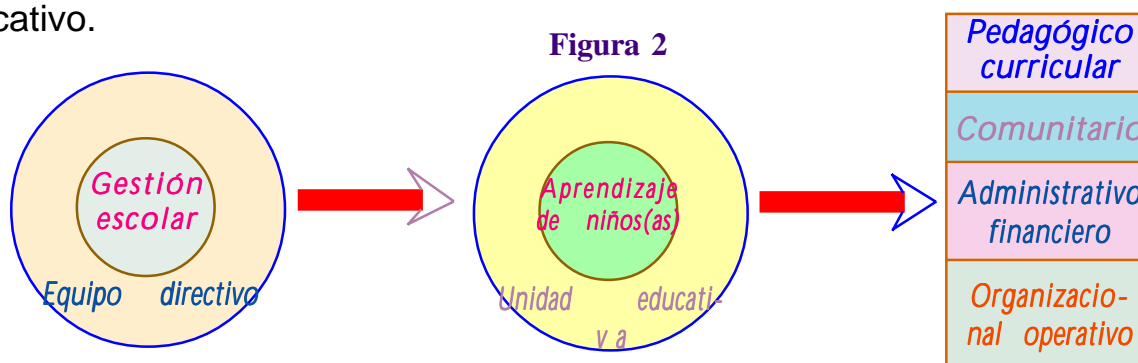 cativo.
Figura 2
Gestión
escolar
Equipo directivo
Aprendizaje
de niños(as)
Unidad educati-
va
Pedagógico
curricular
Comunitario
Administrativo
financiero
Organizacio-
nal operativo